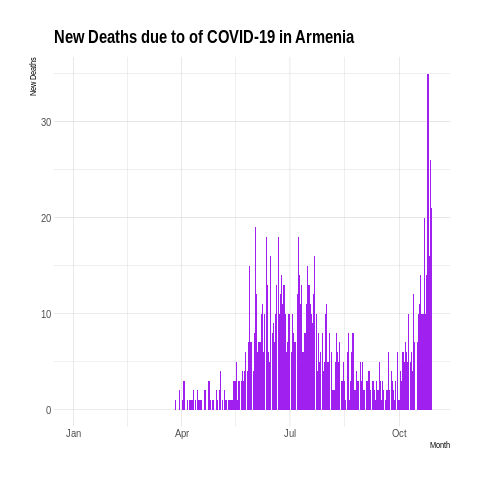 New Deaths due to of COVID-19 in Armenia
New Deaths
30
20
10
0
Jan Apr Jul Oct
Month